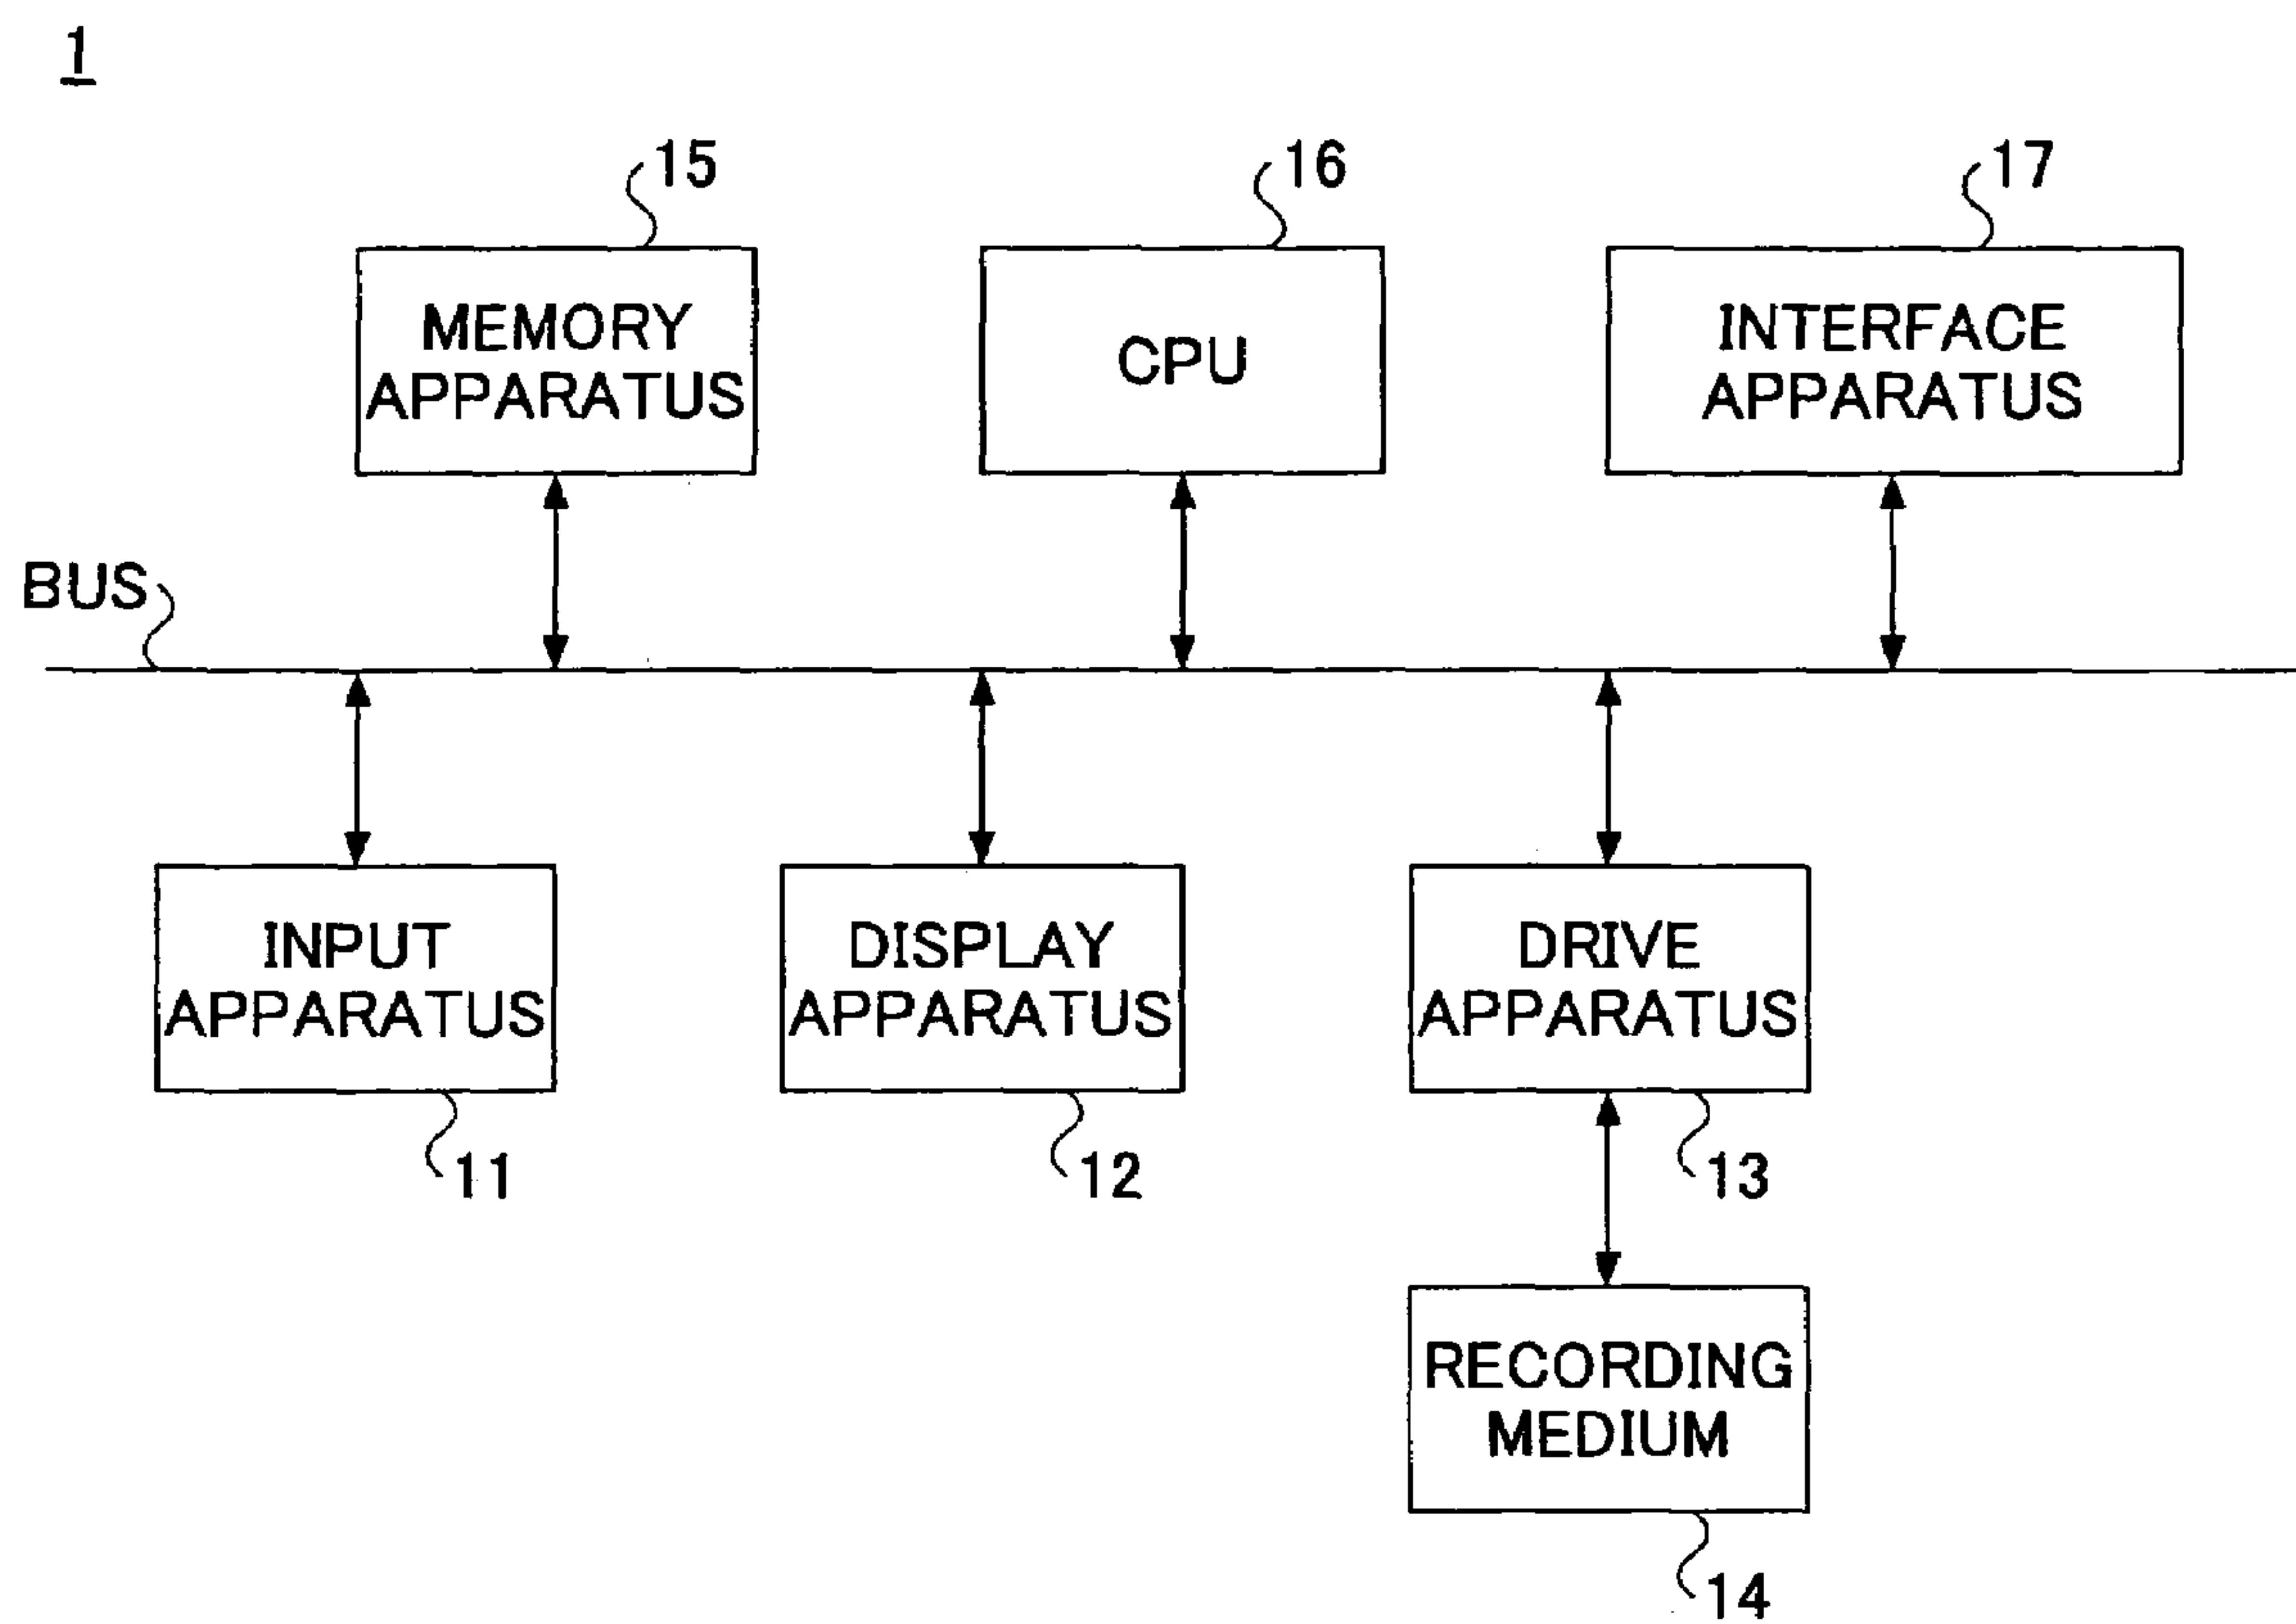 1
15
16
17
MEMORY
APPARATUS
CPU
INTERFACE
APPARATUS
BUS
INPUT
APPARATUS
DISPLAY
APPARATUS
DRIVE
APPARATUS
11
12
13
RECORDING
MEDIUM
14